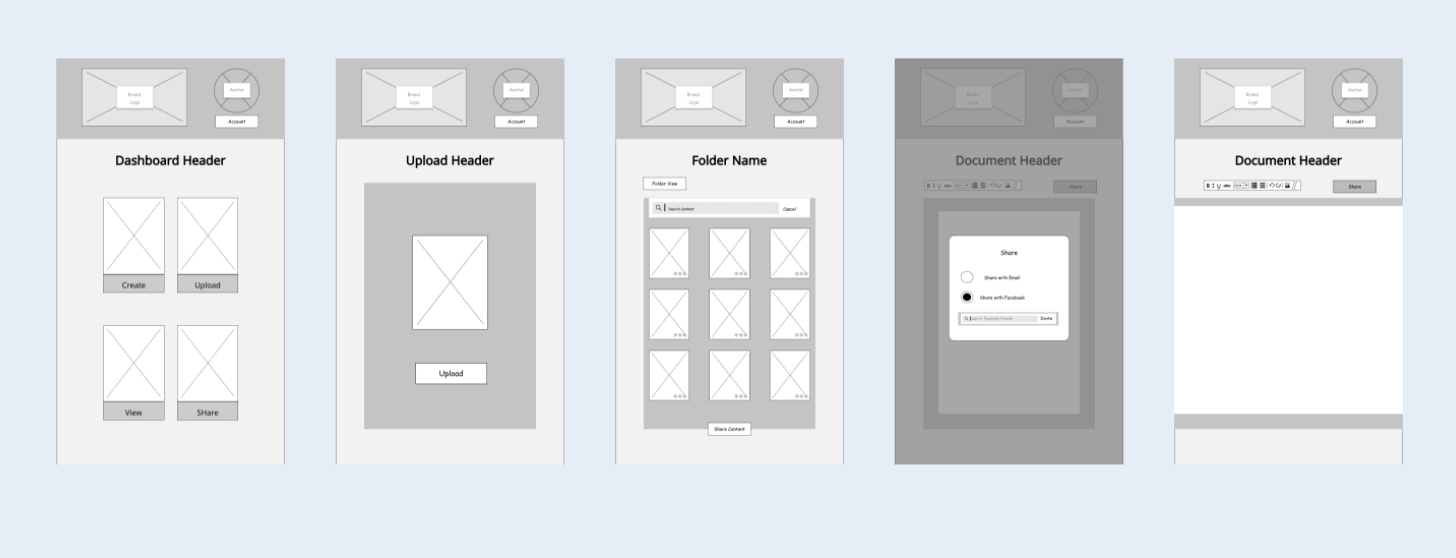 Brand
Logo
Avatar
Account
Dashboard Header
Create
Upload
View
SHare
Brand
Logo
Avatar
Account
Upload Header
Upload
Brand
Logo
Avatar
Account
Folder Name
Folder View
Search Content
Cancel
Share Content
Brand
Logo
Avatar
Account
Document Header
B I U abc
Share
Share
Share with Email
Share with Facebook
Search Facebook Friends
Invite
Brand
Logo
Avatar
Account
Document Header
B I U abc
Share